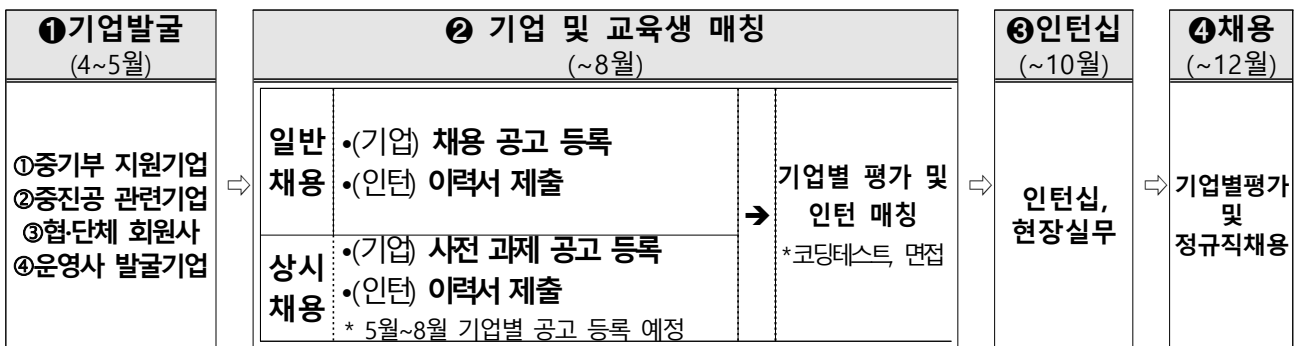 ❶기업발굴
(4~5월)
①중기부 지원기업
②중진공 관련기업
③협·단체 회원사
④운영사 발굴기업
⇨
❷ 기업 및 교육생 매칭
(~8월)
일반
채용
•(기업) 채용 공고 등록
•(인턴) 이력서 제출
상시
채용
•(기업) 사전 과제 공고 등록
•(인턴) 이력서 제출
* 5월~8월 기업별 공고 등록 예정
➔
기업별 평가 및
인턴 매칭
*코딩테스트, 면접
⇨
❸인턴십
(~10월)
인턴십,
현장실무
⇨
❹채용
(~12월)
기업별평가
및
정규직채용